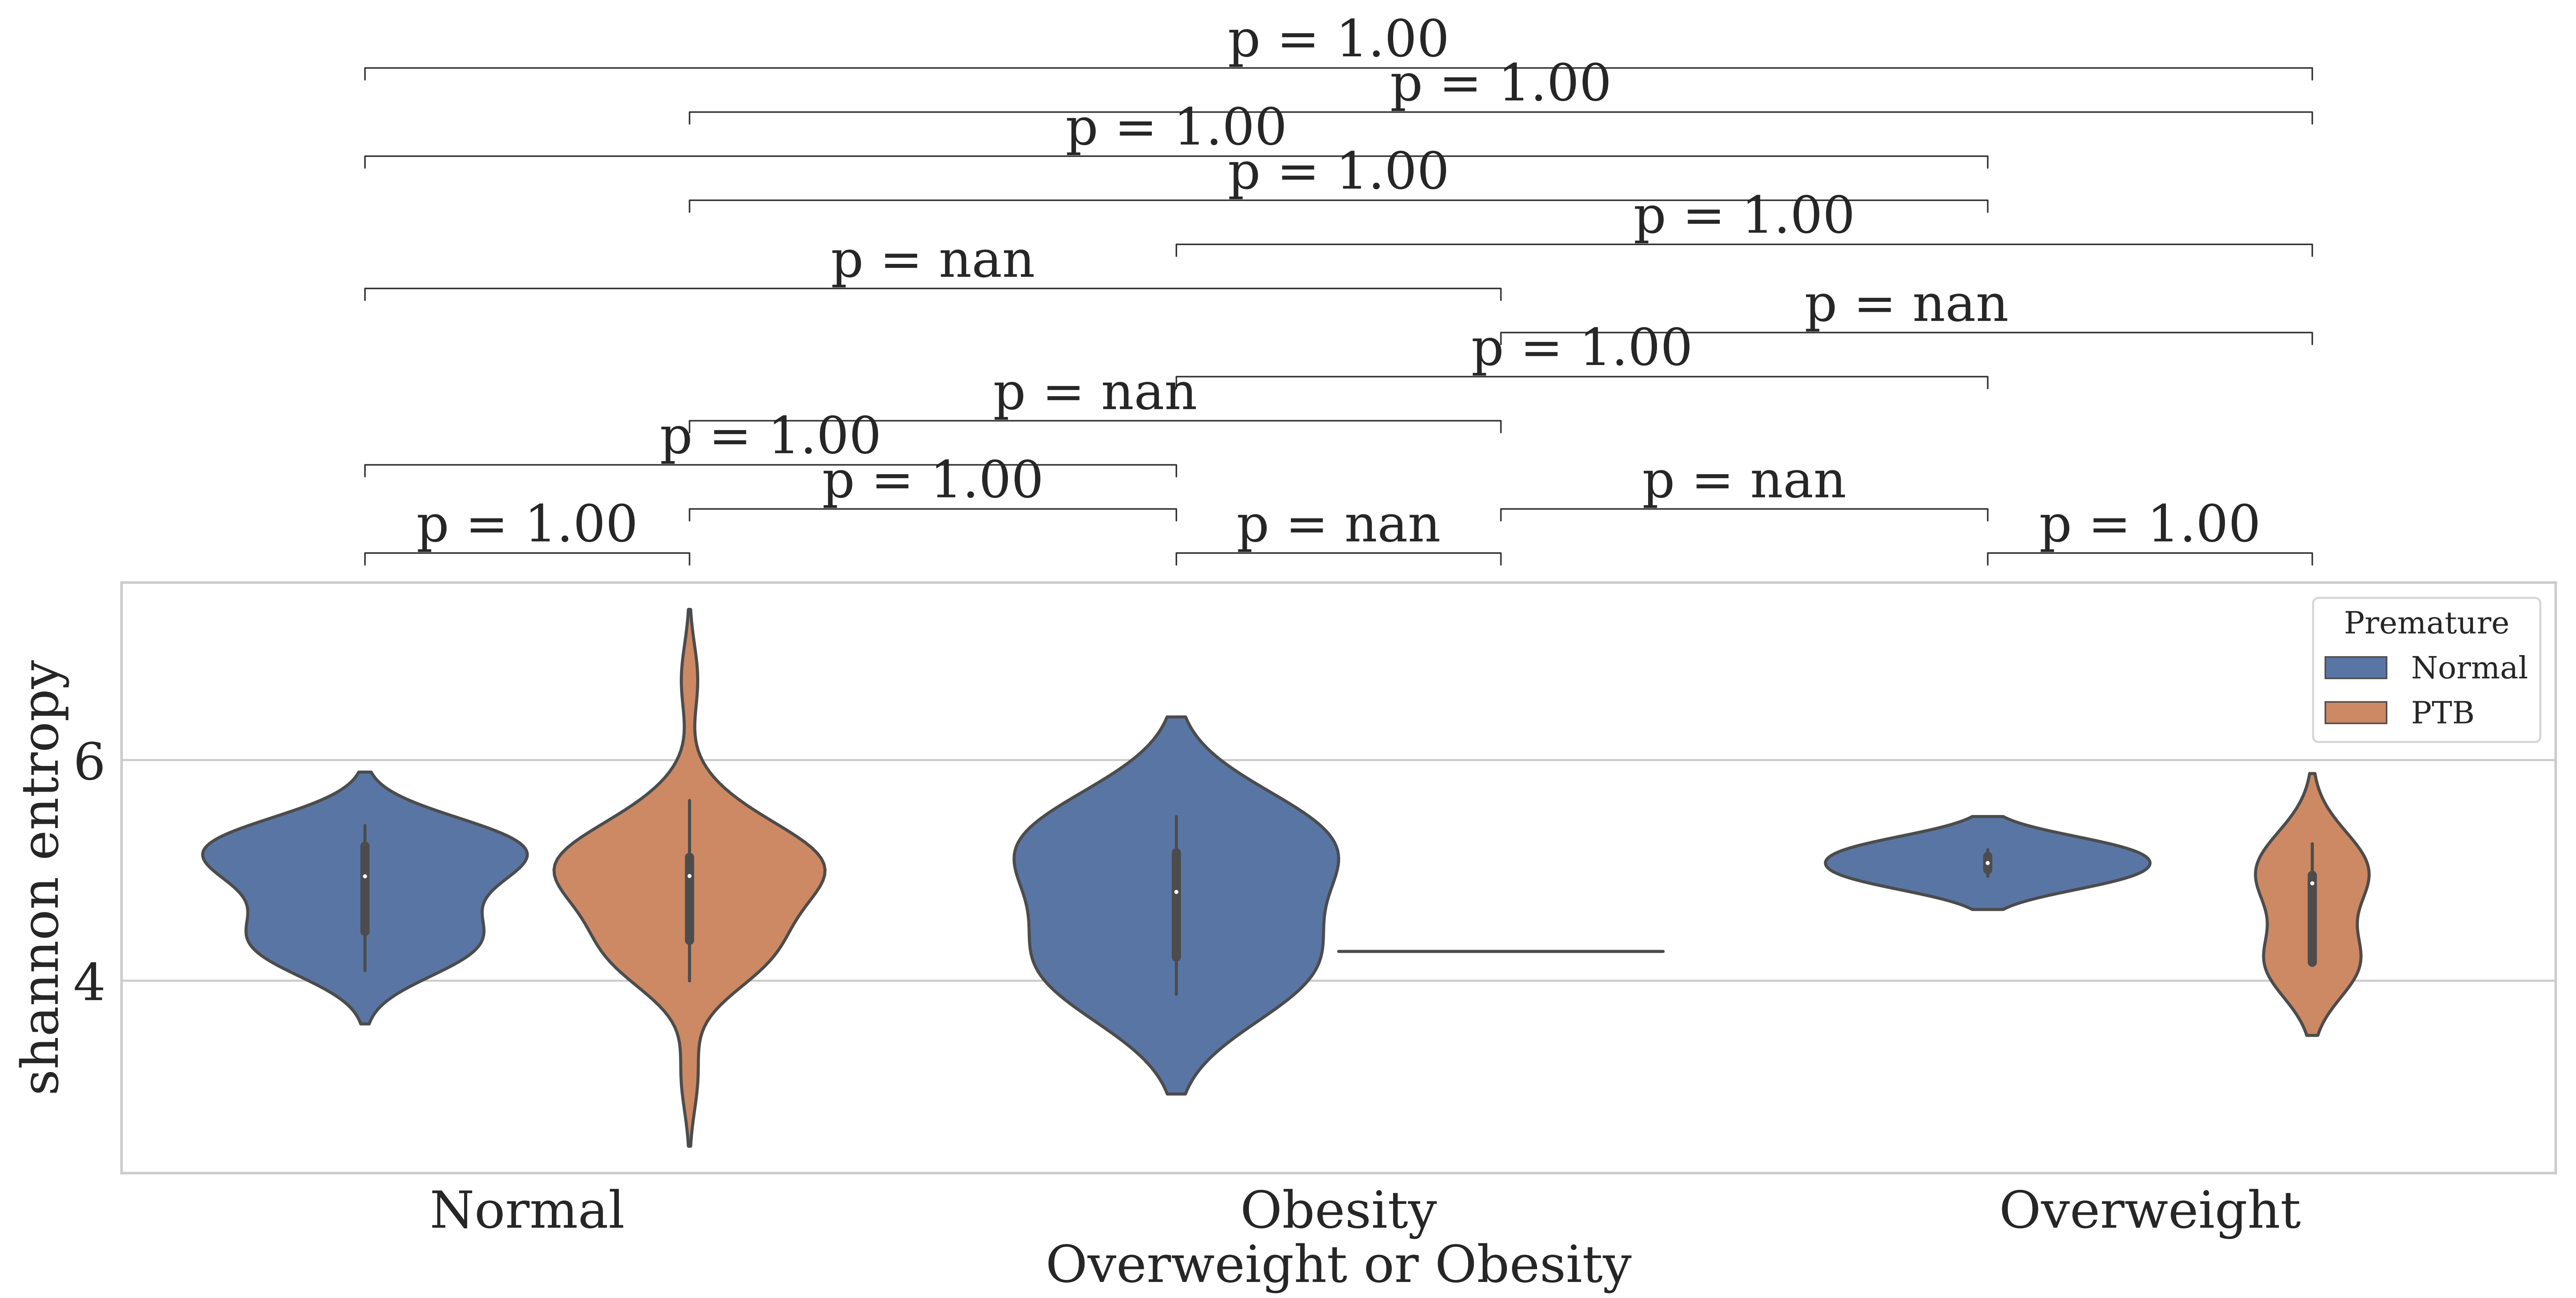 p = 1.00
p = 1.00
p = 1.00
p = 1.00
p = 1.00
p = nan
p = nan
p = 1.00
p = nan
p = 1.00
p = 1.00
p = nan
p = 1.00
p = nan
p = 1.00
Premature
Normal
PTB
shannon entropy
6
4
Normal
Obesity
Overweight
Overweight or Obesity